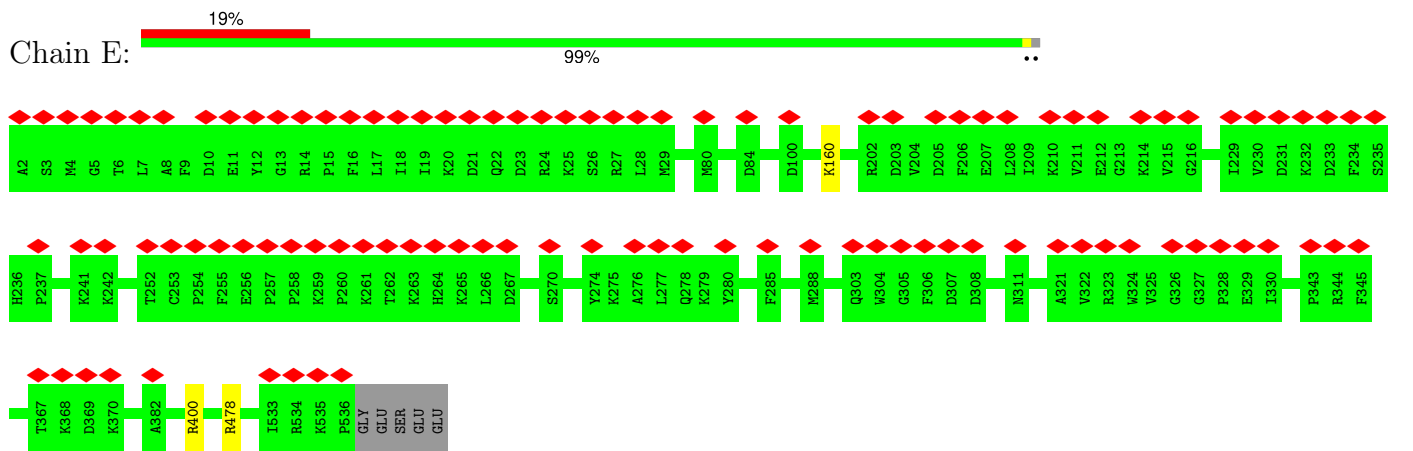 19%
Chain E:
99%
..
A2 S3 M4 G5 T6 L7 A8 F9 D10 E11 Y12 G13 R14 P15 F16 L17 I18 I19 K20 D21 Q22 D23 R24 K25 S26 R27 L28 M29 M80 D84 D100 K160 R202 D203 V204 D205 F206 E207 L208 I209 K210 V211 E212 G213 K214 V215 G216 I229 V230 D231 K232 D233 F234 S235
H236 P237 K241 K242 T252 C253 P254 F255 E256 P257 P258 K259 P260 K261 T262 K263 H264 K265 L266 D267 S270 Y274 K275 A276 L277 Q278 K279 Y280 F285 M288 Q303 W304 G305 F306 D307 D308 N311 A321 V322 R323 W324 V325 G326 G327 P328 E329 I330 P343 R344 F345
T367 K368 D369 K370 A382 R400 R478 I533 R534 K535 P536 GLY GLU SER GLU GLU